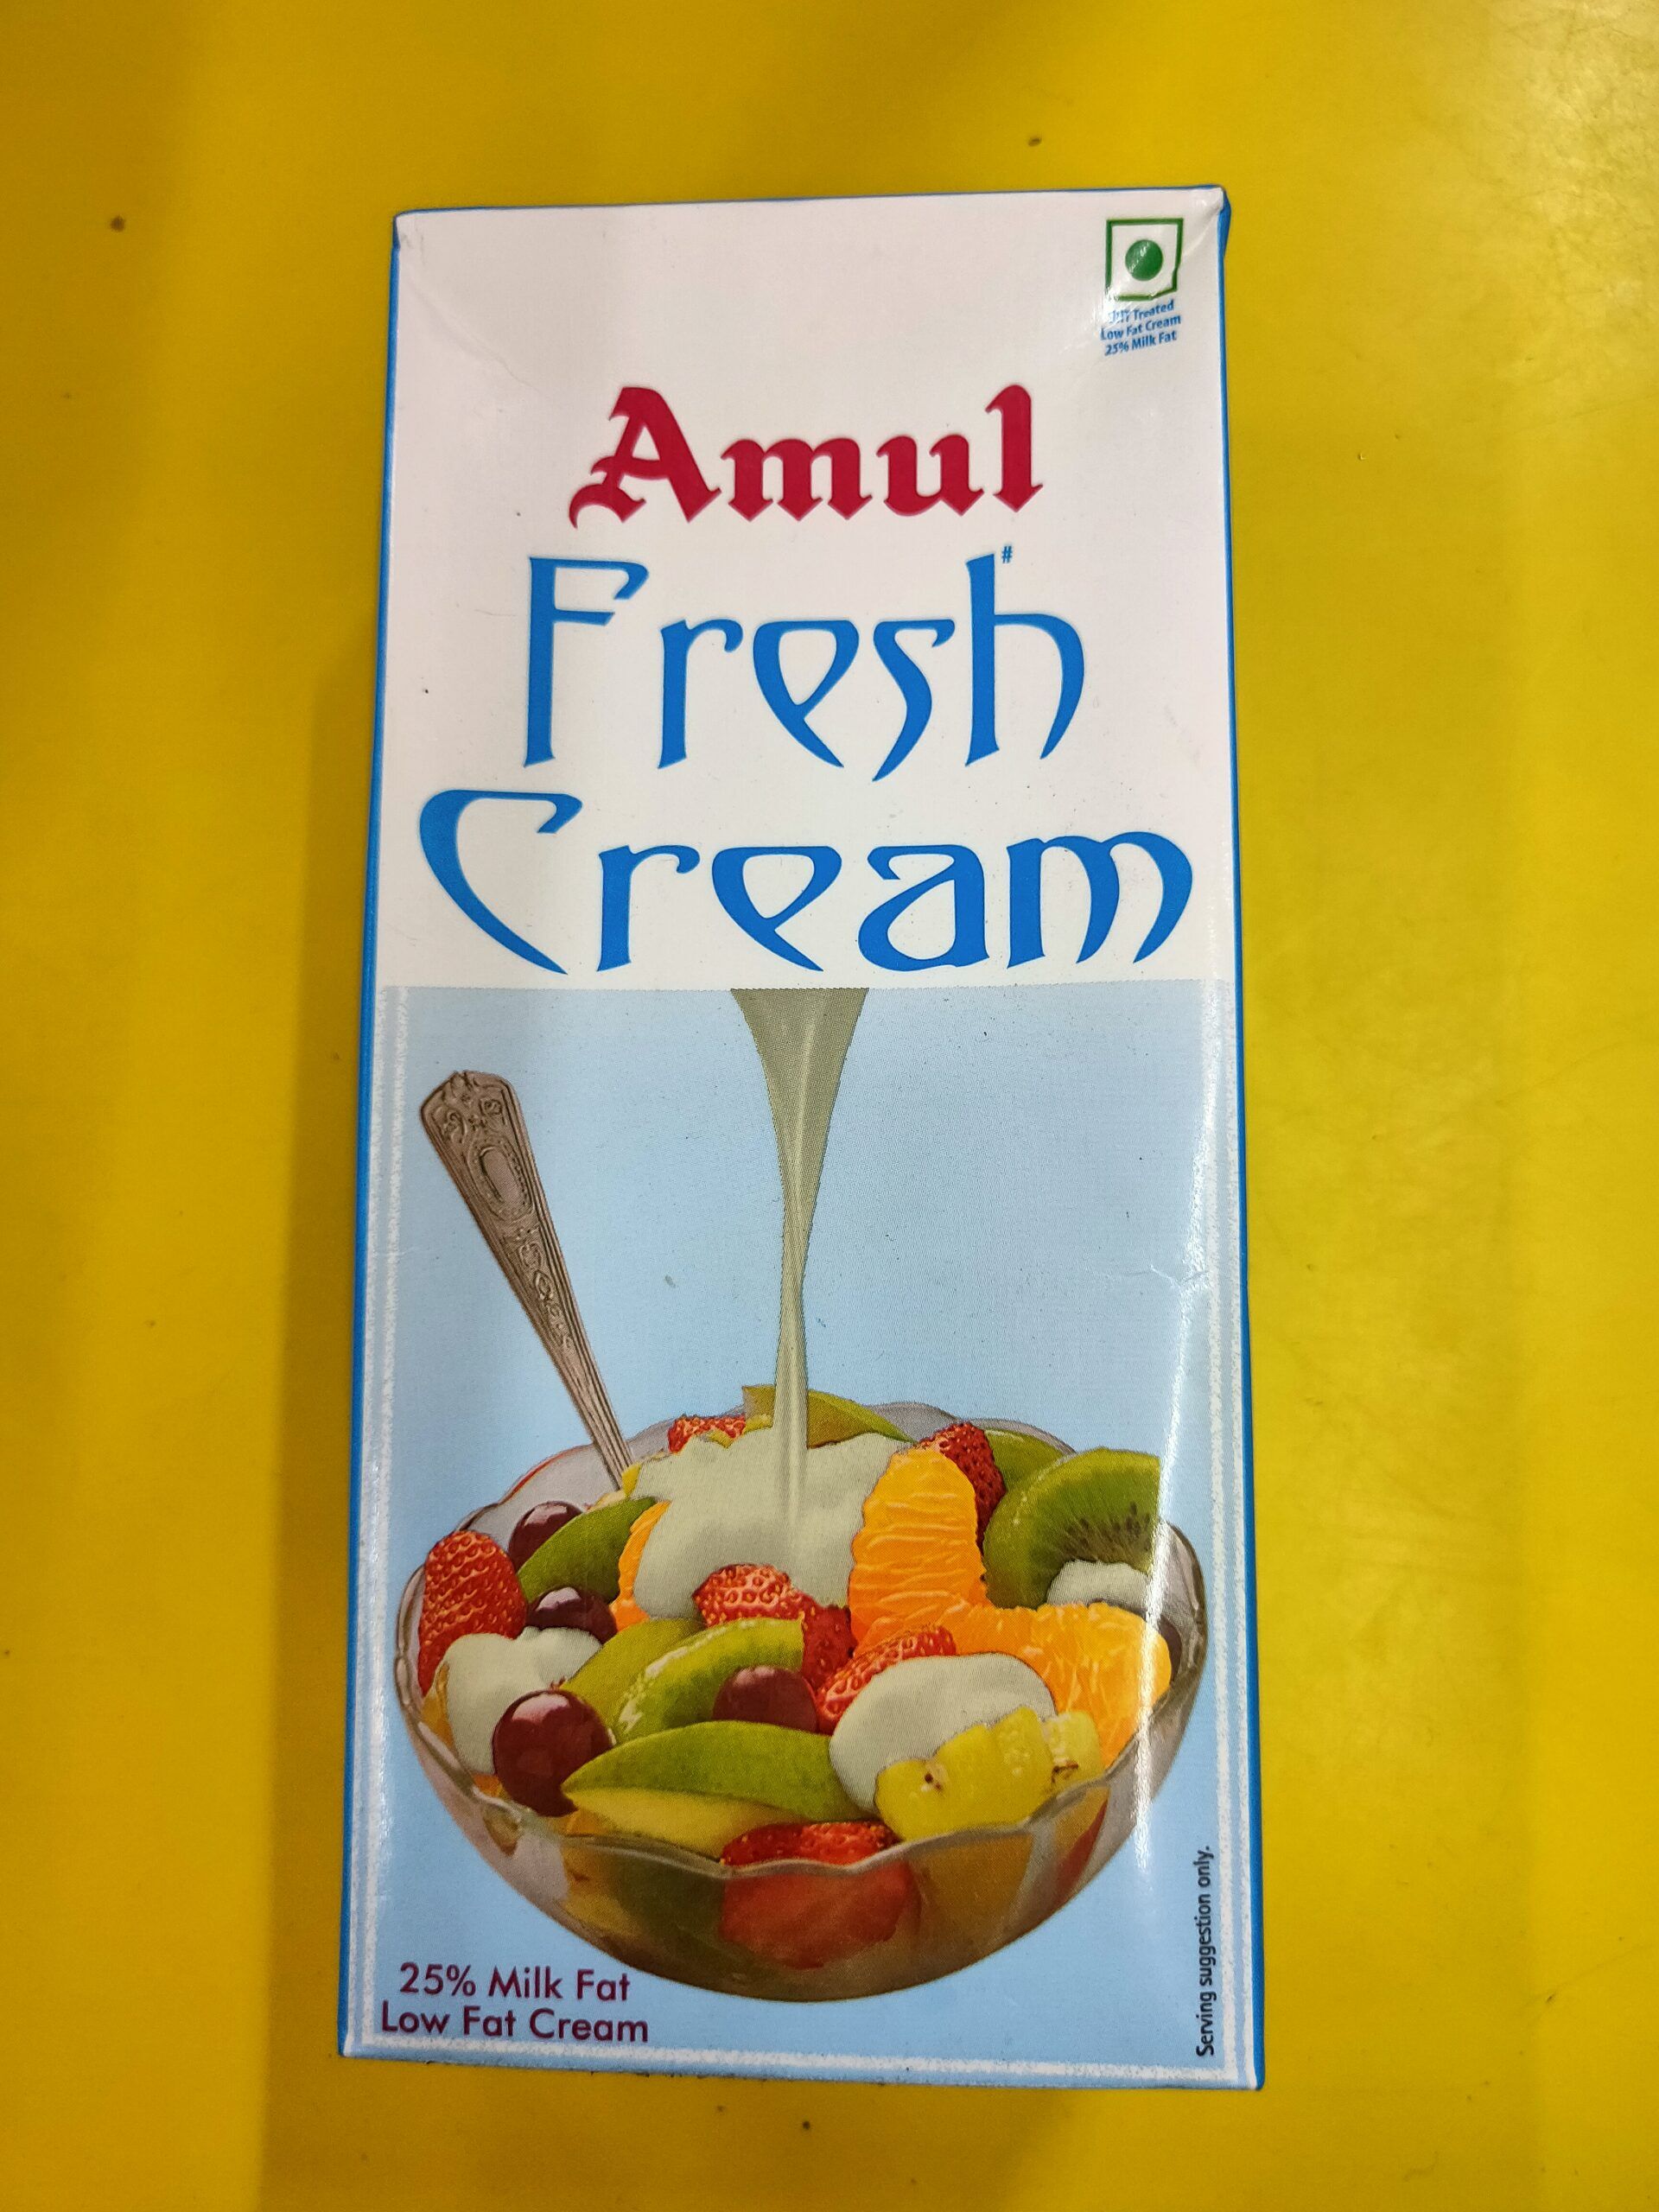 UHT Treated
Low Fat Cream
25% Milk Fat
Amul
Fresh#
Cream
25% Milk Fat
Low Fat Cream
Serving suggestion only.